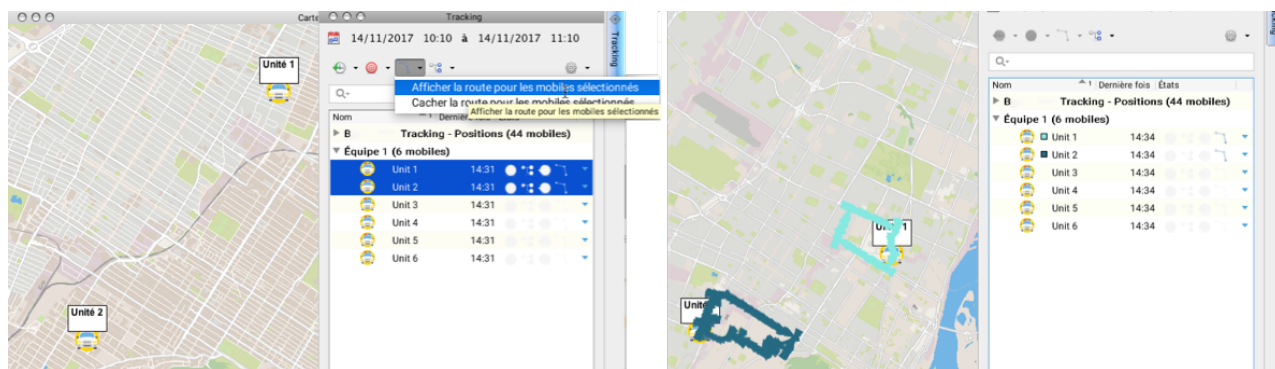 Carte
Tracking
14/11/2017 10:10 à 14/11/2017 11:10
Tracking
Afficher la route pour les mobiles sélectionnés
Cacher la route pour les mobiles sélectionnés
Afficher la route pour les mobiles sélectionnés
Nom
1
B Tracking - Positions (44 mobiles)
Équipe 1 (6 mobiles)
Unit 1 14:31
Unit 2 14:31
Unit 3 14:31
Unit 4 14:31
Unit 5 14:31
Unit 6 14:31
Unité 1
Unité 2
Nom 1 Dernière fois États
B Tracking - Positions (44 mobiles)
Équipe 1 (6 mobiles)
Unit 1 14:34
Unit 2 14:34
Unit 3 14:34
Unit 4 14:34
Unit 5 14:34
Unit 6 14:34